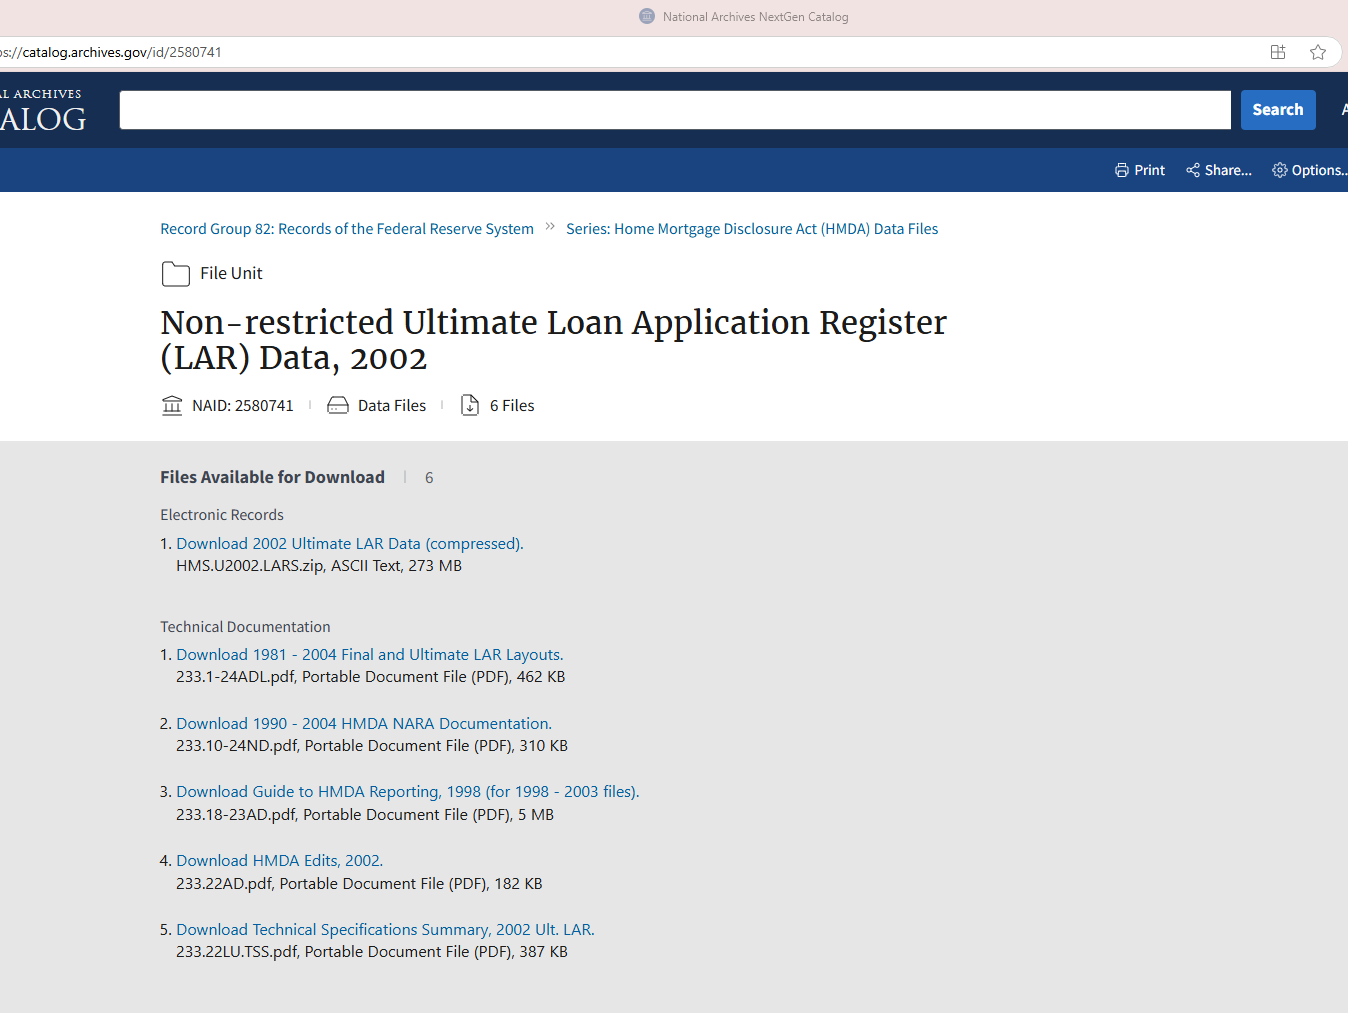 National Archives NextGen Catalog
s://catalog.archives.gov/id/2580741
L ARCHIVES
ALOG
Search
A
Print
Share...
Options..
Record Group 82: Records of the Federal Reserve System » Series: Home Mortgage Disclosure Act (HMDA) Data Files
File Unit
Non-restricted Ultimate Loan Application Register
(LAR) Data, 2002
NAID: 2580741
Data Files
6 Files
Files Available for Download
6
Electronic Records
1. Download 2002 Ultimate LAR Data (compressed).
HMS.U2002.LARS.zip, ASCII Text, 273 MB
Technical Documentation
1. Download 1981 - 2004 Final and Ultimate LAR Layouts.
233.1-24ADL.pdf, Portable Document File (PDF), 462 KB
2. Download 1990 - 2004 HMDA NARA Documentation.
233.10-24ND.pdf, Portable Document File (PDF), 310 KB
3. Download Guide to HMDA Reporting, 1998 (for 1998 - 2003 files).
233.18-23AD.pdf, Portable Document File (PDF), 5 MB
4. Download HMDA Edits, 2002.
233.22AD.pdf, Portable Document File (PDF), 182 KB
5. Download Technical Specifications Summary, 2002 Ult. LAR.
233.22LU.TSS.pdf, Portable Document File (PDF), 387 KB